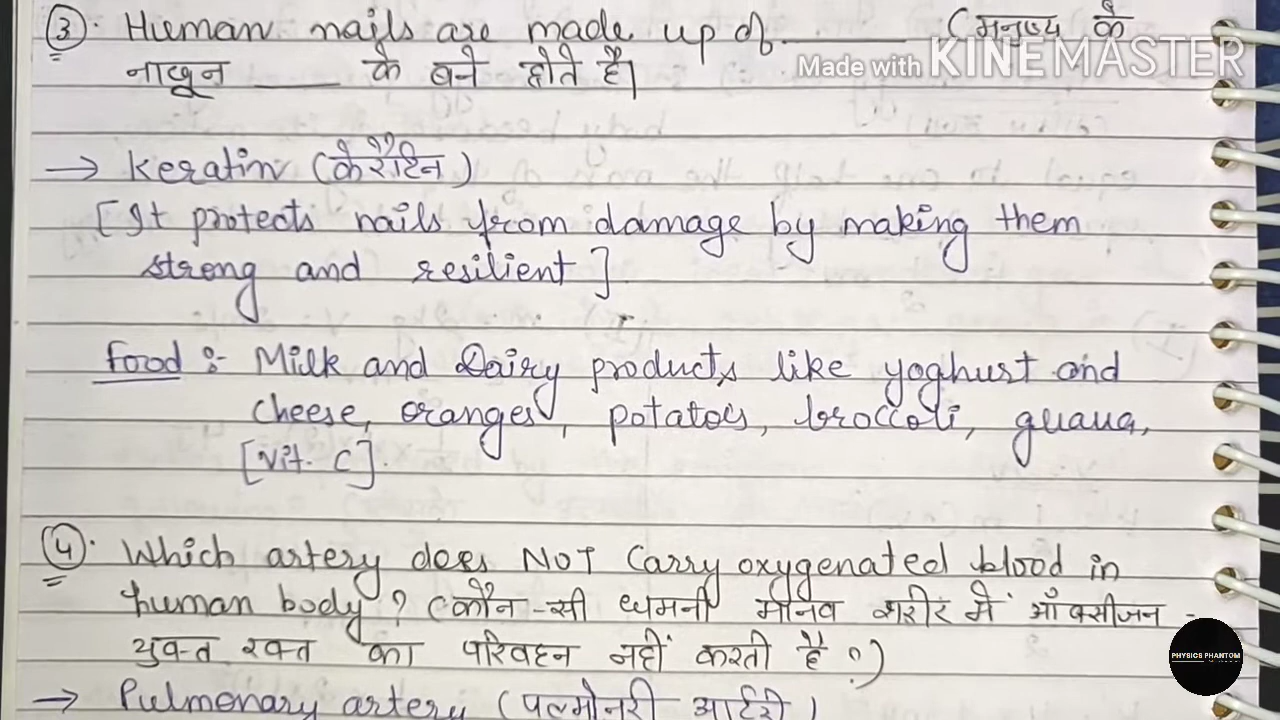 ③. Human nails are made up of ______ (मनुष्य के
Made with KINEMASTER
नाखून ____ के बने होते है।
→ Keratin (केराटिन)
[It protects nails from damage by making them
strong and resilient]
Food :- Milk and Dairy products like yoghurt and
cheese, oranges, potatoes, broccoli, guava,
[Vit. C].
④. Which artery does NOT carry oxygenated blood in
human body? (कौन-सी धमनी मानव शरीर में ऑक्सीजन -
युक्त रक्त का परिवहन नहीं करती है?)
PHYSICS PHANTOM
→ Pulmonary artery (पल्मोनरी आर्टरी)